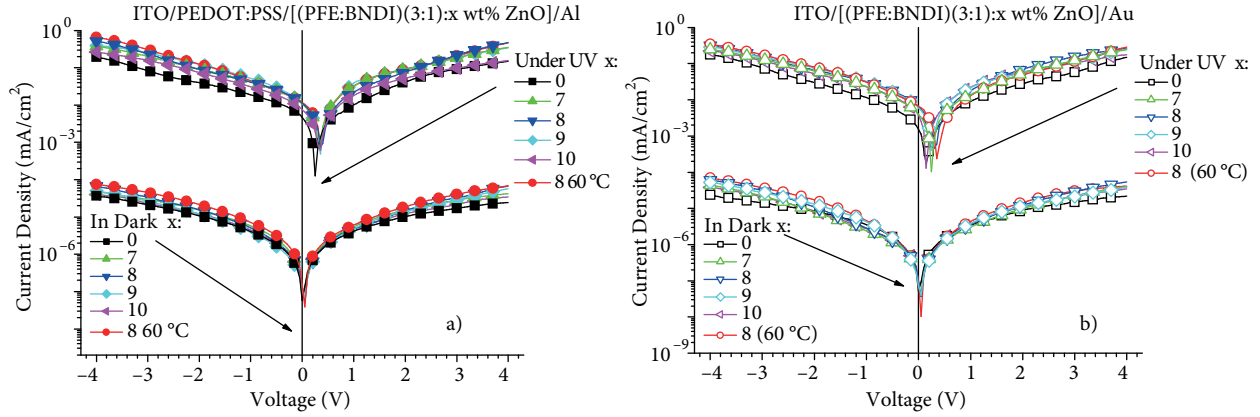 ITO/PEDOT:PSS/[(PFE:BNDI)(3:1):x wt% ZnO]/Al
10^0
10^−3
10^−6
Current Density (mA/cm^2)
Under UV x:
0
7
8
9
10
8 60 °C
In Dark x:
0
7
8
9
10
8 60 °C
a)
−4 −3 −2 −1 0 1 2 3 4
Voltage (V)
ITO/[(PFE:BNDI)(3:1):x wt% ZnO]/Au
10^0
10^−3
10^−6
10^−9
Current Density (mA/cm^2)
Under UV x:
0
7
8
9
10
8 (60 °C)
In Dark x:
0
7
8
9
10
8 (60 °C)
b)
−4 −3 −2 −1 0 1 2 3 4
Voltage (V)